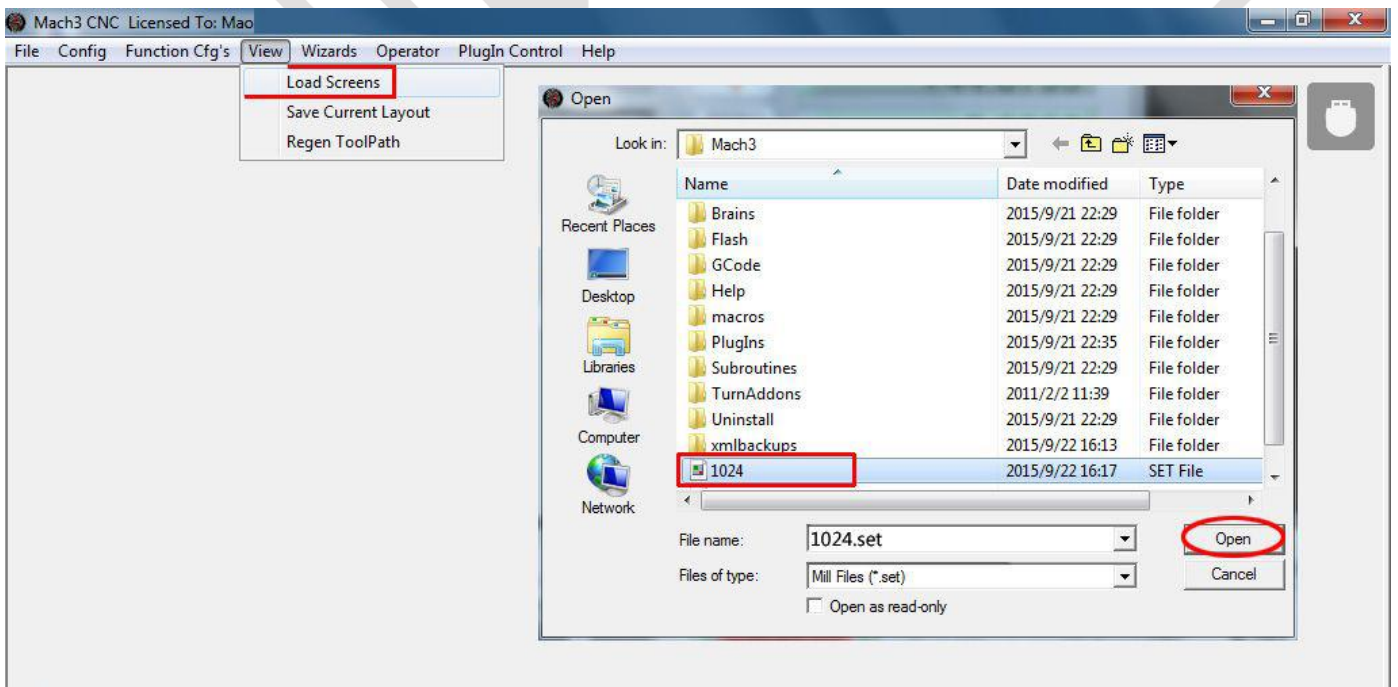 Mach3 CNC Licensed To: Mao
File Config Function Cfg's View Wizards Operator PlugIn Control Help
Load Screens
Save Current Layout
Regen ToolPath
Open
Look in: Mach3
Recent Places
Desktop
Libraries
Computer
Network
Name Date modified Type
Brains 2015/9/21 22:29 File folder
Flash 2015/9/21 22:29 File folder
GCode 2015/9/21 22:29 File folder
Help 2015/9/21 22:29 File folder
macros 2015/9/21 22:29 File folder
PlugIns 2015/9/21 22:35 File folder
Subroutines 2015/9/21 22:29 File folder
TurnAddons 2011/2/2 11:39 File folder
Uninstall 2015/9/21 22:29 File folder
xmlbackups 2015/9/22 16:13 File folder
1024 2015/9/22 16:17 SET File
File name: 1024.set Open
Files of type: Mill Files (*.set) Cancel
Open as read-only